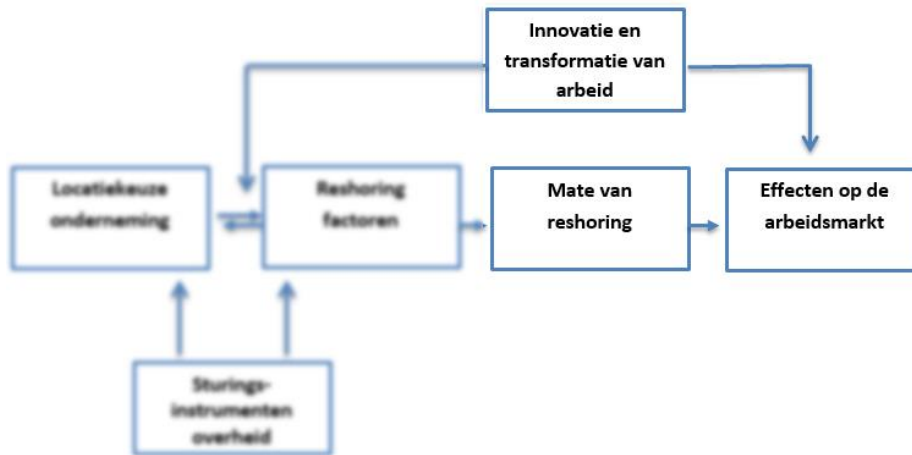 Innovatie en
transformatie van
arbeid
Locatiekeuze
onderneming
Reshoring
factoren
Mate van
reshoring
Effecten op de
arbeidsmarkt
Sturings-
instrumenten
overheid